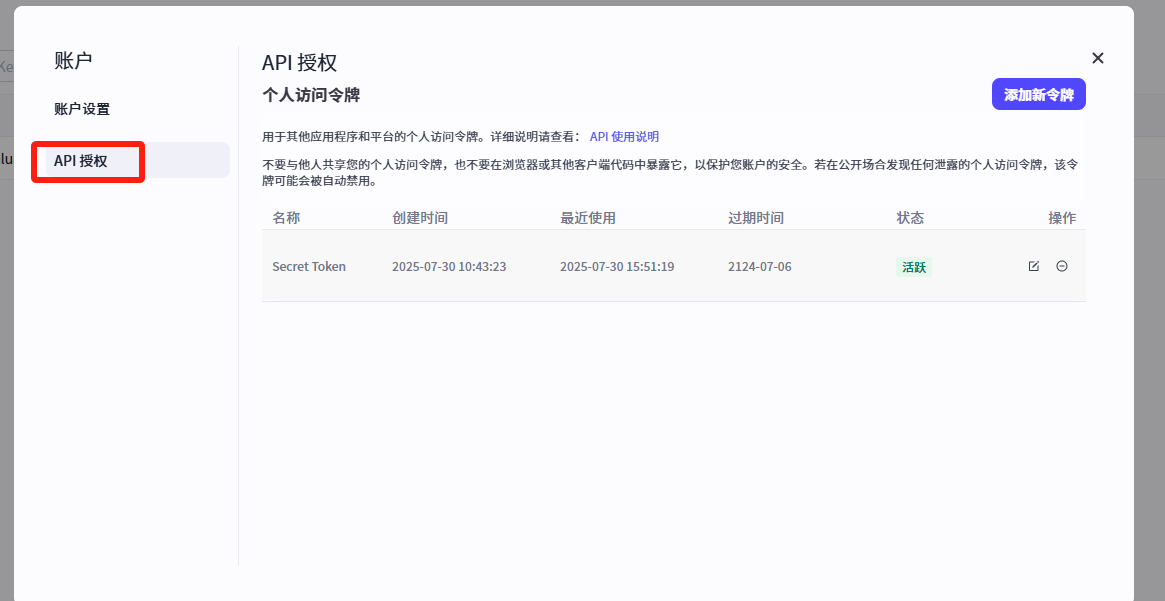 账户
账户设置
API 授权
API 授权
个人访问令牌
添加新令牌
用于其他应用程序和平台的个人访问令牌。详细说明请查看： API 使用说明
不要与他人共享您的个人访问令牌，也不要在浏览器或其他客户端代码中暴露它，以保护您账户的安全。若在公开场合发现任何泄露的个人访问令牌，该令
牌可能会被自动禁用。
名称 创建时间 最近使用 过期时间 状态 操作
Secret Token 2025-07-30 10:43:23 2025-07-30 15:51:19 2124-07-06 活跃